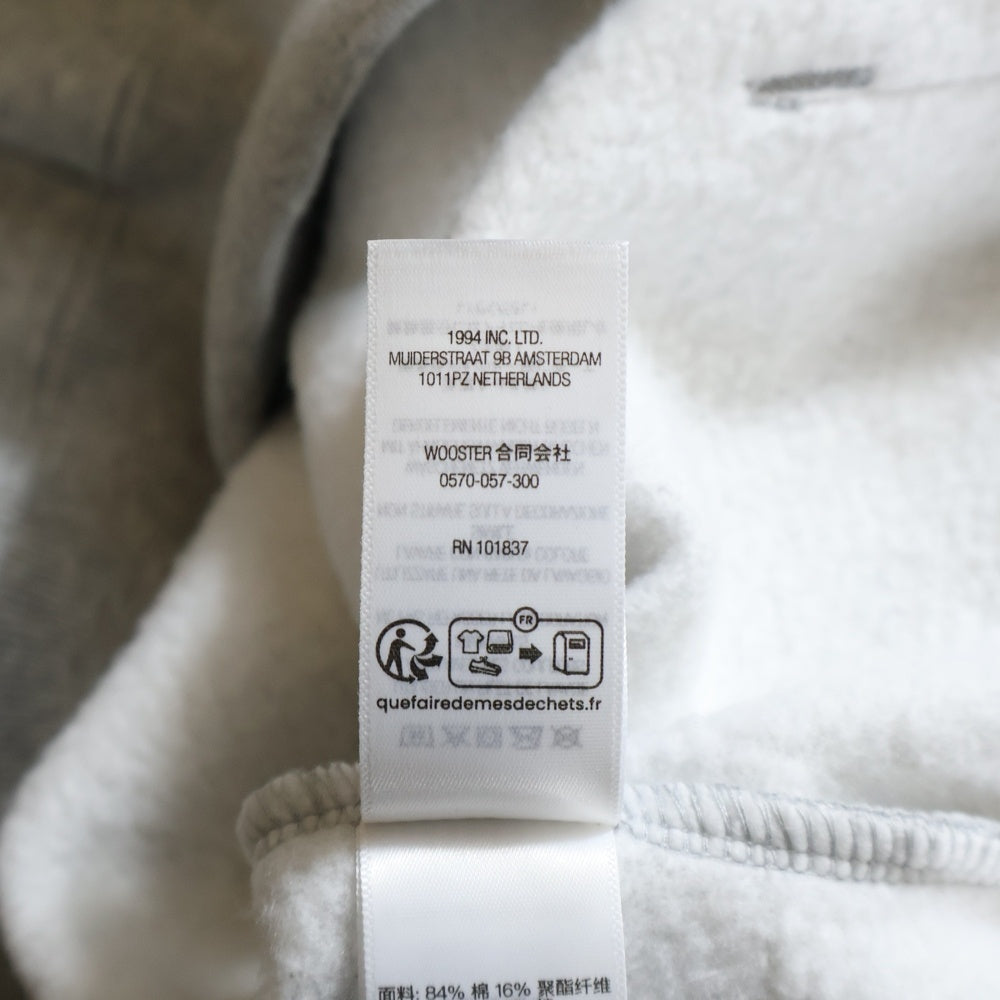 1994 INC. LTD.
MUIDERSTRAAT 9B AMSTERDAM
1011PZ NETHERLANDS
WOOSTER 合同会社
0570-057-300
RN 101837
FR
quefairedemesdechets.fr
面料: 84% 棉 16% 聚酯纤维